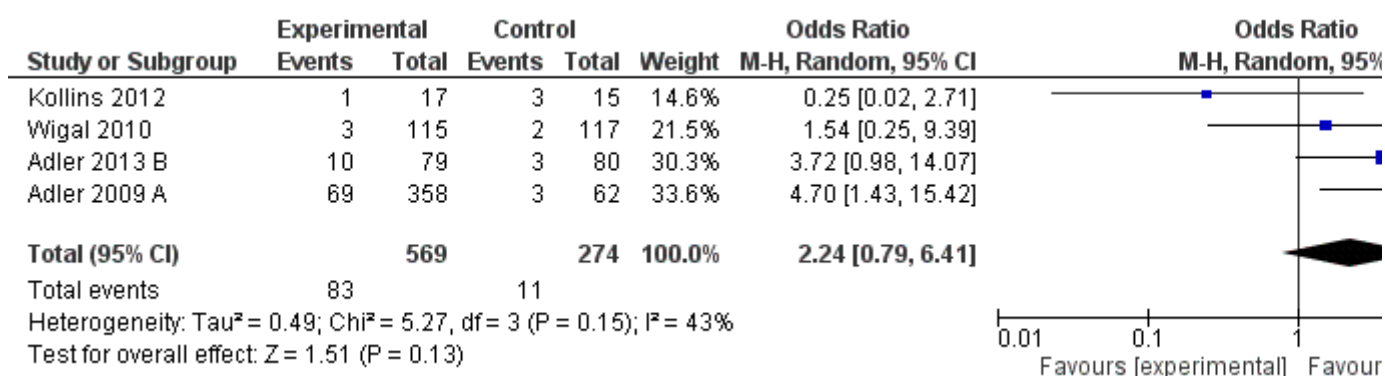 Experimental Control Odds Ratio Odds Ratio
Study or Subgroup Events Total Events Total Weight M-H, Random, 95% CI M-H, Random, 95%
Kollins 2012 1 17 3 15 14.6% 0.25 [0.02, 2.71]
Wigal 2010 3 115 2 117 21.5% 1.54 [0.25, 9.39]
Adler 2013 B 10 79 3 80 30.3% 3.72 [0.98, 14.07]
Adler 2009 A 69 358 3 62 33.6% 4.70 [1.43, 15.42]
Total (95% CI) 569 274 100.0% 2.24 [0.79, 6.41]
Total events 83 11
Heterogeneity: Tau² = 0.49; Chi² = 5.27, df = 3 (P = 0.15); I² = 43%
Test for overall effect: Z = 1.51 (P = 0.13)
0.01 0.1 1
Favours [experimental] Favour